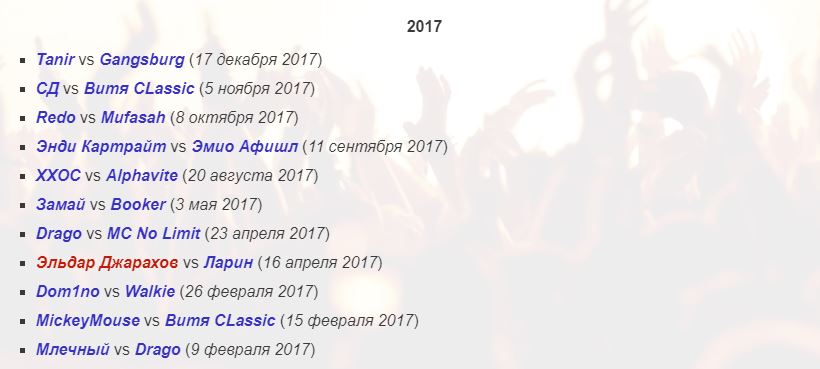 2017
Tanir vs Gangsburg (17 декабря 2017)
СД vs Витя CLassic (5 ноября 2017)
Redo vs Mufasah (8 октября 2017)
Энди Картрайт vs Эмио Афишл (11 сентября 2017)
XXOC vs Alphavite (20 августа 2017)
Замай vs Booker (3 мая 2017)
Drago vs MC No Limit (23 апреля 2017)
Эльдар Джарахов vs Ларин (16 апреля 2017)
Dom1no vs Walkie (26 февраля 2017)
MickeyMouse vs Витя CLassic (15 февраля 2017)
Млечный vs Drago (9 февраля 2017)